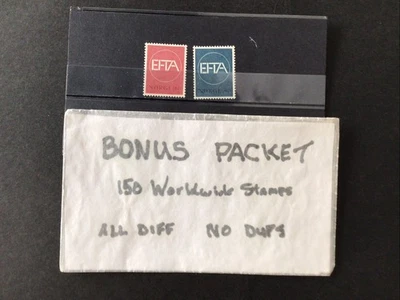 EFTA EFTA
BONUS PACKET
150 Worldwide Stamps
ALL DIFF NO DUPS